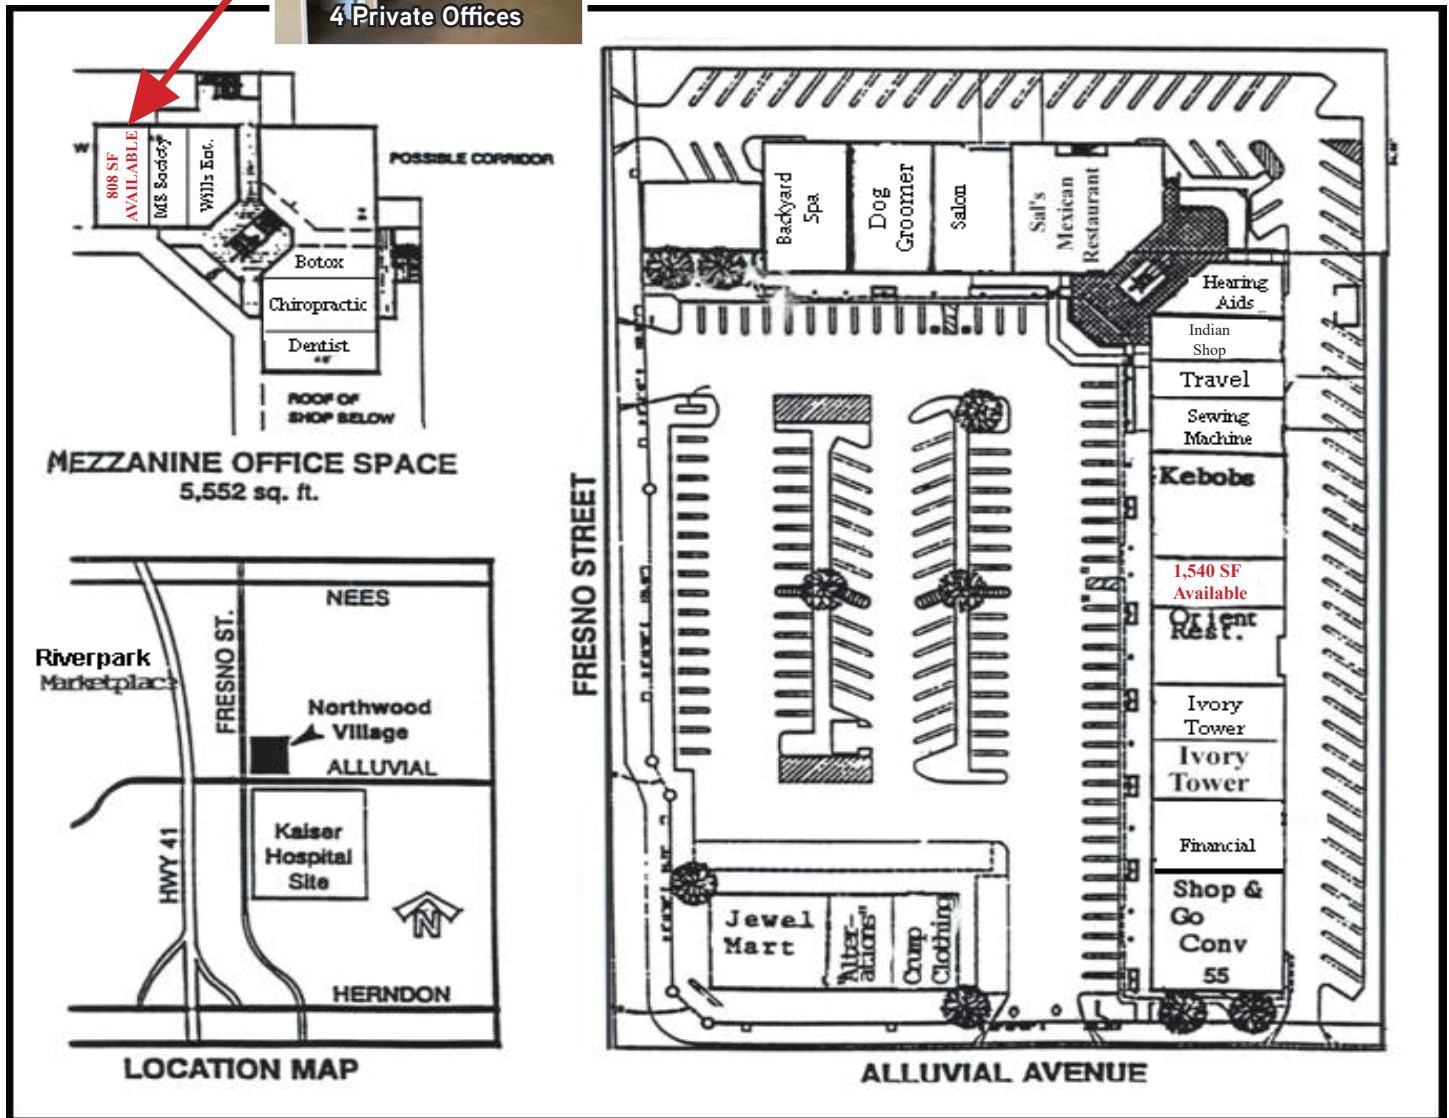 4 Private Offices
808 SF
AVAILABLE
MS Society
Wills Ent.
POSSIBLE CORRIDOR
Botox
Chiropractic
Dentist
ROOF OF
SHOP BELOW
MEZZANINE OFFICE SPACE
5,552 sq. ft.
NEES
FRESNO ST.
Riverpark
Marketplace
Northwood
Village
ALLUVIAL
HWY 41
Kaiser
Hospital
Site
N
HERNDON
LOCATION MAP
FRESNO STREET
Backyard
Spa
Dog
Groomer
Salon
Sal's
Mexican
Restaurant
Hearing
Aids
Indian
Shop
Travel
Sewing
Machine
Kebobs
1,540 SF
Available
Orient
Rest.
Ivory
Tower
Ivory
Tower
Financial
Shop &
Go
Conv
55
Jewel
Mart
"Alter-
ations"
Crump
Clothing
ALLUVIAL AVENUE